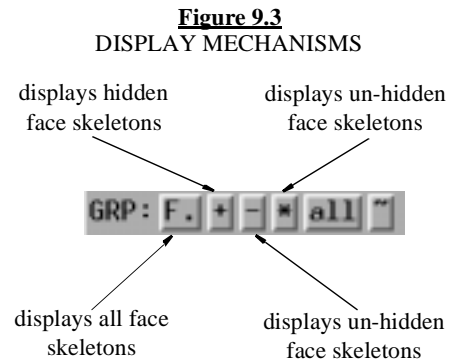 Figure 9.3
DISPLAY MECHANISMS
displays hidden
face skeletons
displays un-hidden
face skeletons
GRP: F. + - * all ~
displays all face
skeletons
displays un-hidden
face skeletons